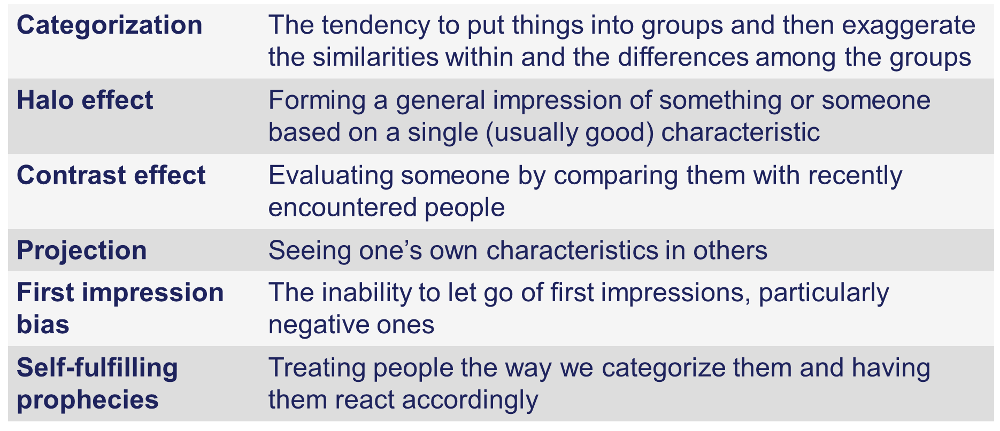 Categorization
The tendency to put things into groups and then exaggerate
the similarities within and the differences among the groups
Halo effect
Forming a general impression of something or someone
based on a single (usually good) characteristic
Contrast effect
Evaluating someone by comparing them with recently
encountered people
Projection
Seeing one’s own characteristics in others
First impression
bias
The inability to let go of first impressions, particularly
negative ones
Self-fulfilling
prophecies
Treating people the way we categorize them and having
them react accordingly